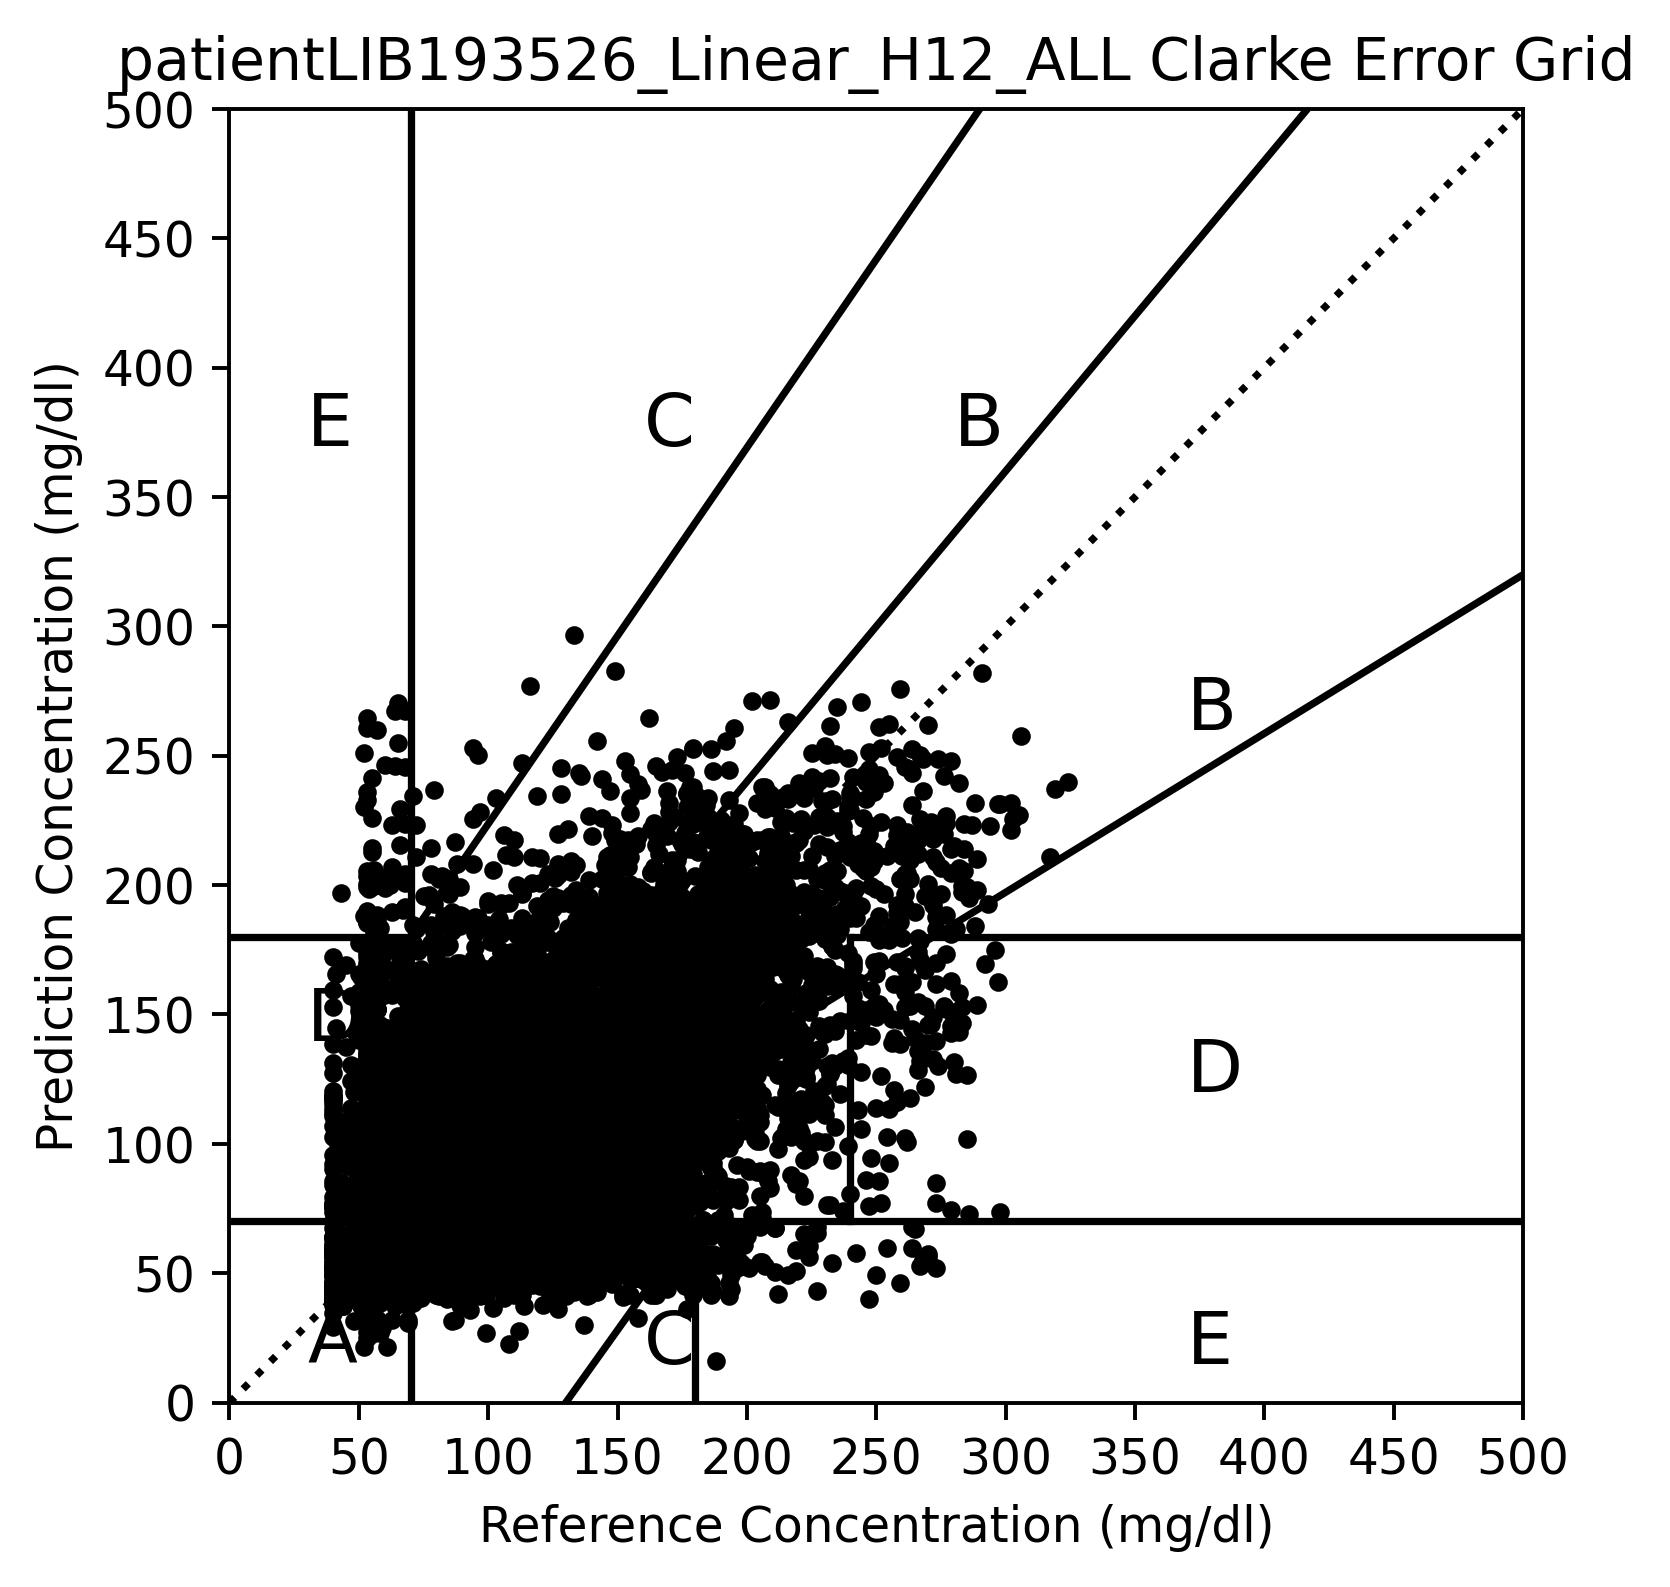 patientLIB193526_Linear_H12_ALL Clarke Error Grid
Prediction Concentration (mg/dl)
500
450
400
350
300
250
200
150
100
50
0
E
C
B
B
D
D
A
C
E
0 50 100 150 200 250 300 350 400 450 500
Reference Concentration (mg/dl)